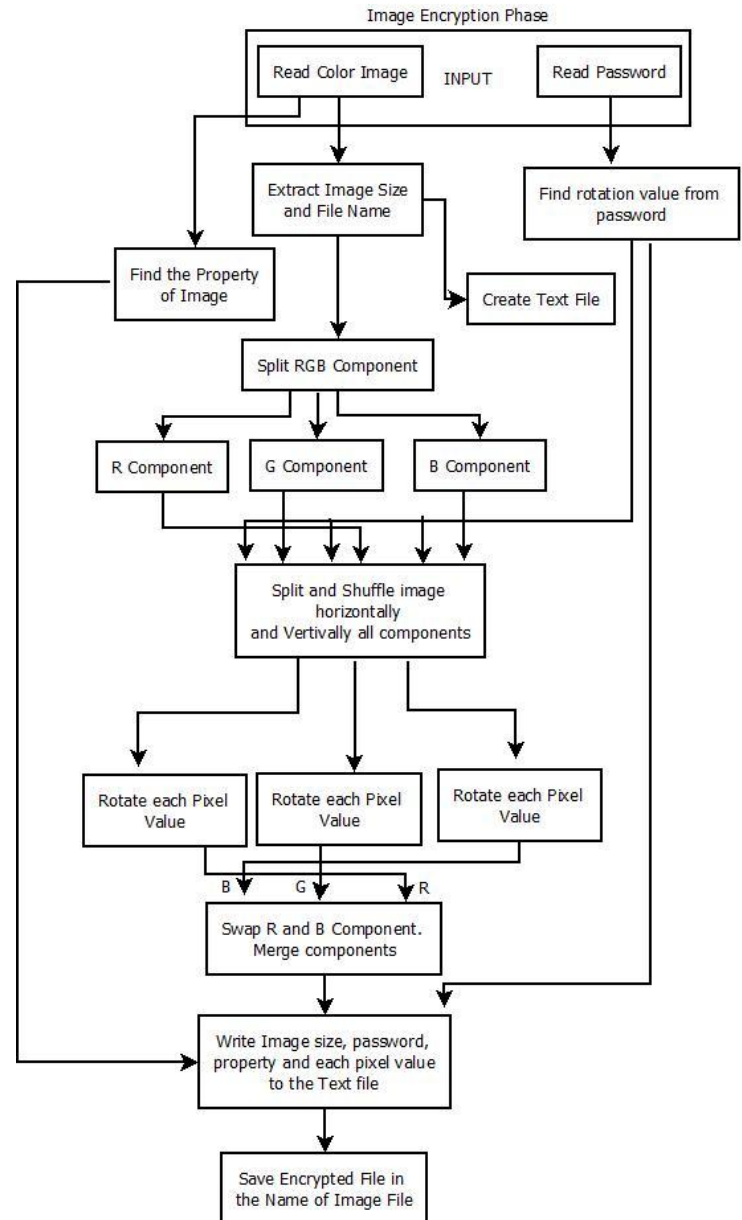 Image Encryption Phase
Read Color Image
INPUT
Read Password
Extract Image Size
and File Name
Find rotation value from
password
Find the Property
of Image
Create Text File
Split RGB Component
R Component
G Component
B Component
Split and Shuffle image
horizontally
and Vertivally all components
Rotate each Pixel
Value
Rotate each Pixel
Value
Rotate each Pixel
Value
B
G
R
Swap R and B Component.
Merge components
Write Image size, password,
property and each pixel value
to the Text file
Save Encrypted File in
the Name of Image File